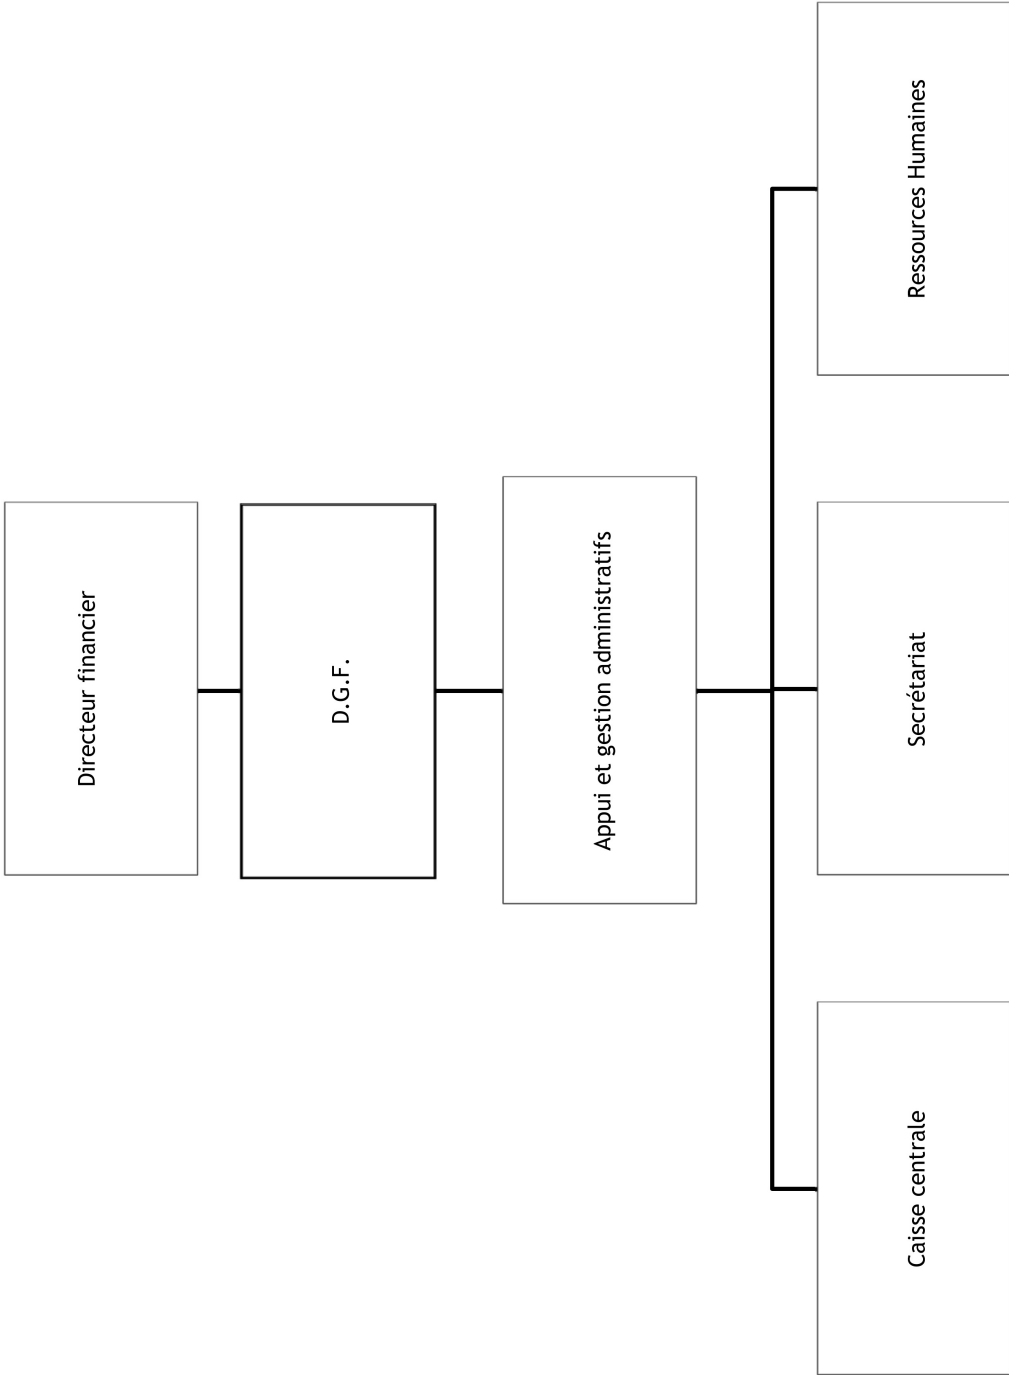 Directeur financier
D.G.F.
Appui et gestion administratifs
Caisse centrale
Secrétariat
Ressources Humaines